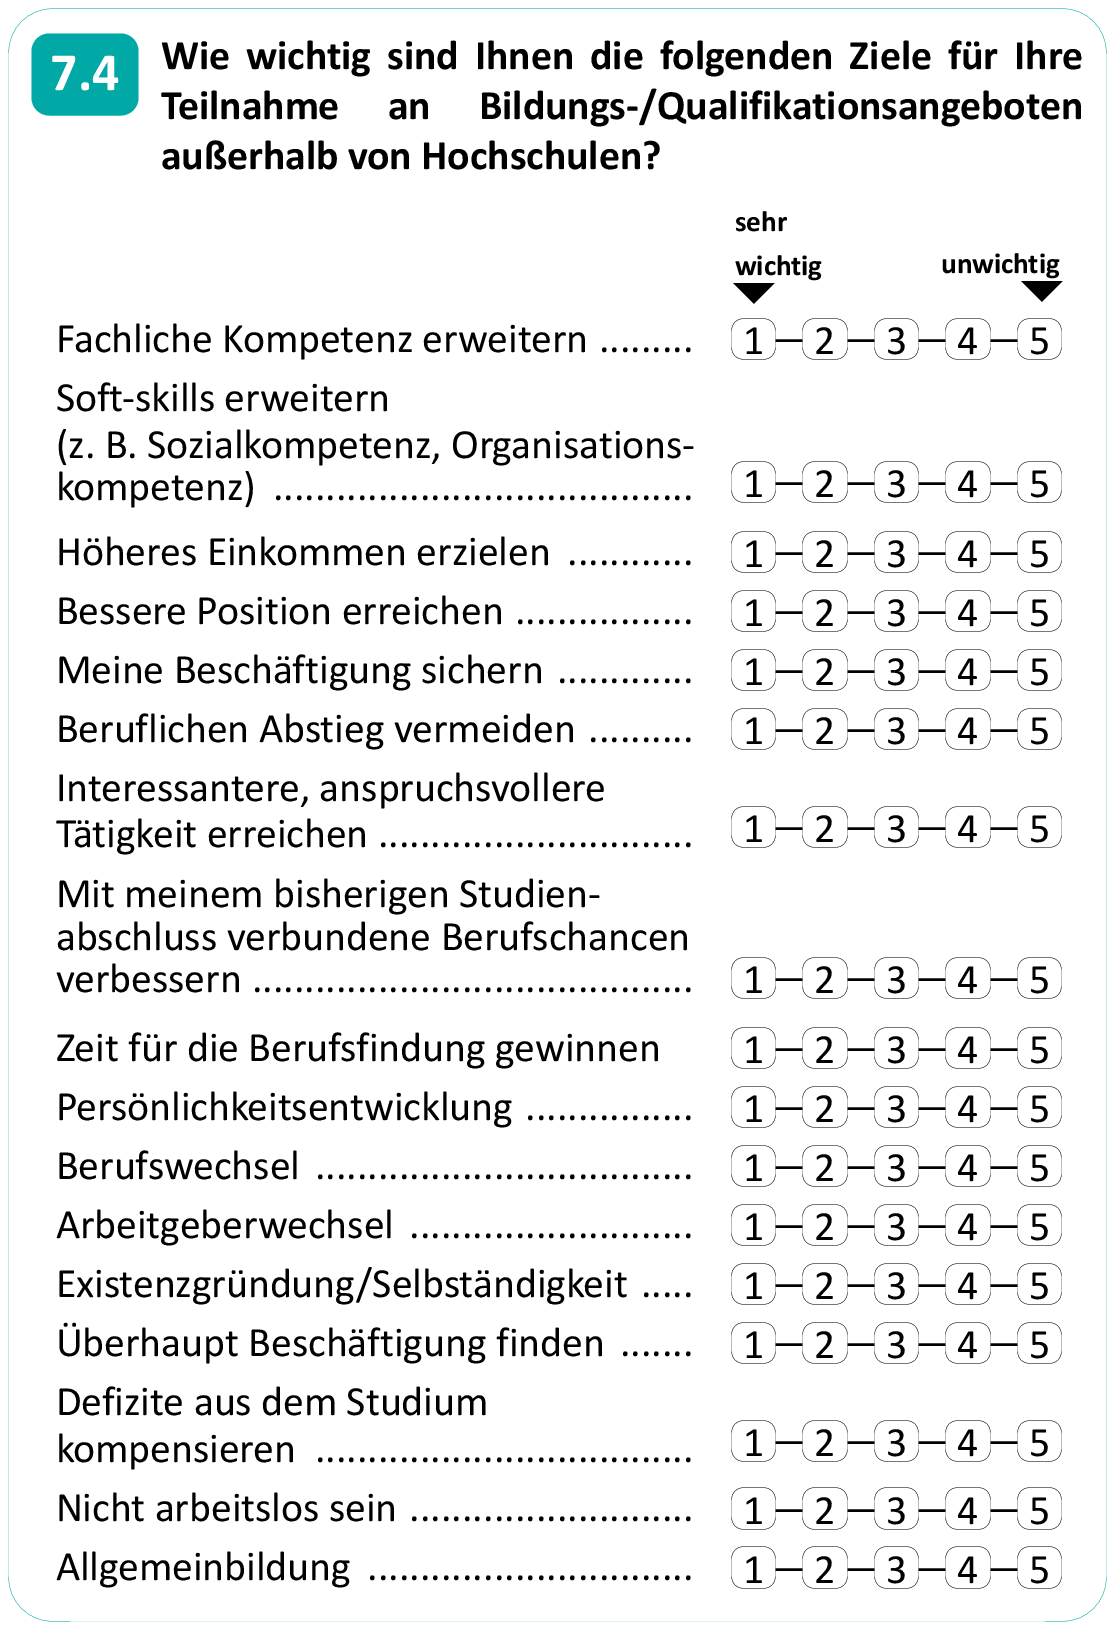 7.4 Wie wichtig sind Ihnen die folgenden Ziele für Ihre
Teilnahme an Bildungs-/Qualifikationsangeboten
außerhalb von Hochschulen?
sehr
wichtig unwichtig
Fachliche Kompetenz erweitern ......... 1 2 3 4 5
Soft-skills erweitern
(z. B. Sozialkompetenz, Organisations-
kompetenz) ........................................ 1 2 3 4 5
Höheres Einkommen erzielen ............ 1 2 3 4 5
Bessere Position erreichen ................. 1 2 3 4 5
Meine Beschäftigung sichern ............. 1 2 3 4 5
Beruflichen Abstieg vermeiden .......... 1 2 3 4 5
Interessantere, anspruchsvollere
Tätigkeit erreichen .............................. 1 2 3 4 5
Mit meinem bisherigen Studien-
abschluss verbundene Berufschancen
verbessern .......................................... 1 2 3 4 5
Zeit für die Berufsfindung gewinnen 1 2 3 4 5
Persönlichkeitsentwicklung ................ 1 2 3 4 5
Berufswechsel .................................... 1 2 3 4 5
Arbeitgeberwechsel ........................... 1 2 3 4 5
Existenzgründung/Selbständigkeit ..... 1 2 3 4 5
Überhaupt Beschäftigung finden ....... 1 2 3 4 5
Defizite aus dem Studium
kompensieren .................................... 1 2 3 4 5
Nicht arbeitslos sein ........................... 1 2 3 4 5
Allgemeinbildung ............................... 1 2 3 4 5